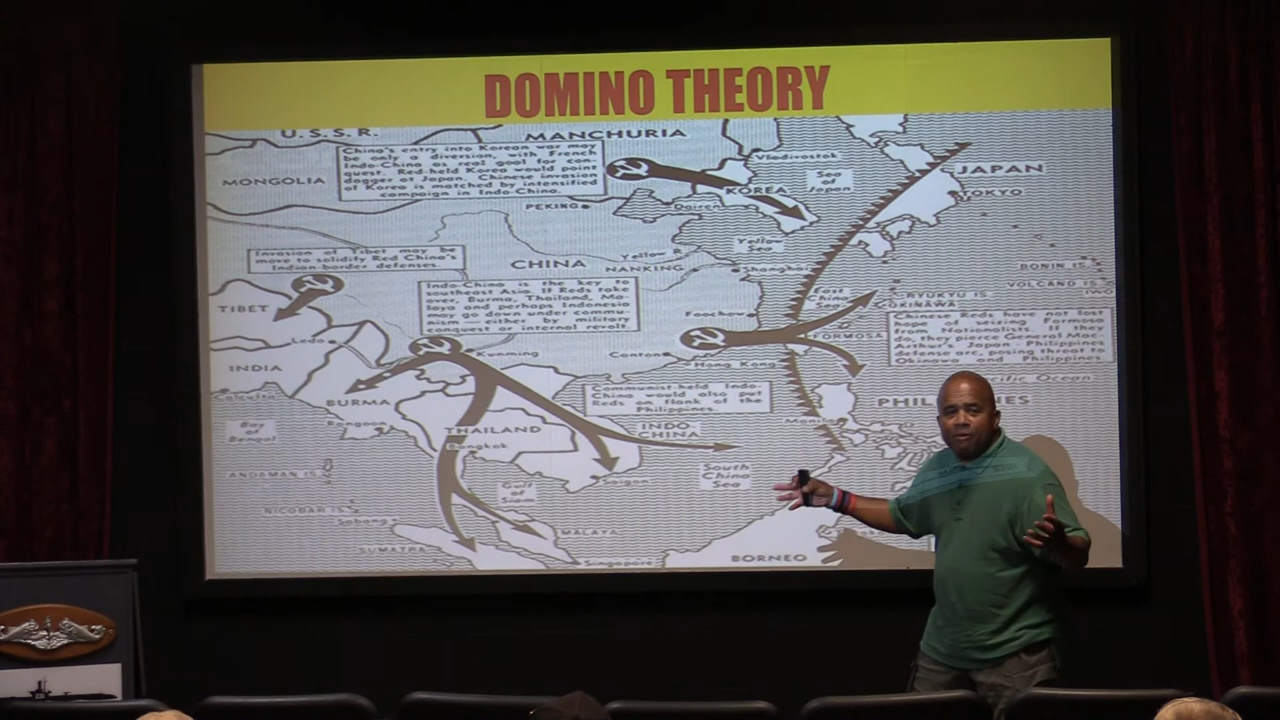 DOMINO THEORY
U.S.S.R.
MANCHURIA
China's entry into Korean war may
be only a diversion, with French
Indo-China as real goal for con-
quest. Red-held Korea would point
dagger at Japan. Chinese invasion
of Korea is matched by intensified
campaign in Indo-China.
Vladivostok
Sea
of
Japan
JAPAN
TOKYO
MONGOLIA
KOREA
PEKING
Dairen
Yellow
Sea
Invasion of Tibet may be
move to solidify Red China's
Indian-border defenses.
CHINA
Yellow R.
NANKING
Shanghai
BONIN IS.
VOLCANO IS.
IWO
TIBET
Indo-China is the key to
southeast Asia. If Reds take
over, Burma, Thailand, Ma-
laya and perhaps Indonesia
may go down under commu-
nism — either by military
conquest or internal revolt.
East
China
Sea
RYUKYU IS.
OKINAWA
Foochow
FORMOSA
Chinese Reds have not lost
hope of seizing Formosa
from Nationalists. If they
do, they pierce General Mac-
Arthur's Japan Philippines
defense arc, posing threat to
Okinawa and Philippines.
Ledo
Kunming
Canton
Hong Kong
INDIA
Calcutta
BURMA
Communist-held Indo-
China would also put
Reds on flank of the
Philippines.
Pacific Ocean
PHILIPPINES
Bay
of
Bengal
Rangoon
THAILAND
Bangkok
INDO-
CHINA
ANDAMAN IS.
Saigon
South
China
Sea
Gulf
of
Siam
NICOBAR IS.
Sabang
MALAYA
SUMATRA
Singapore
BORNEO